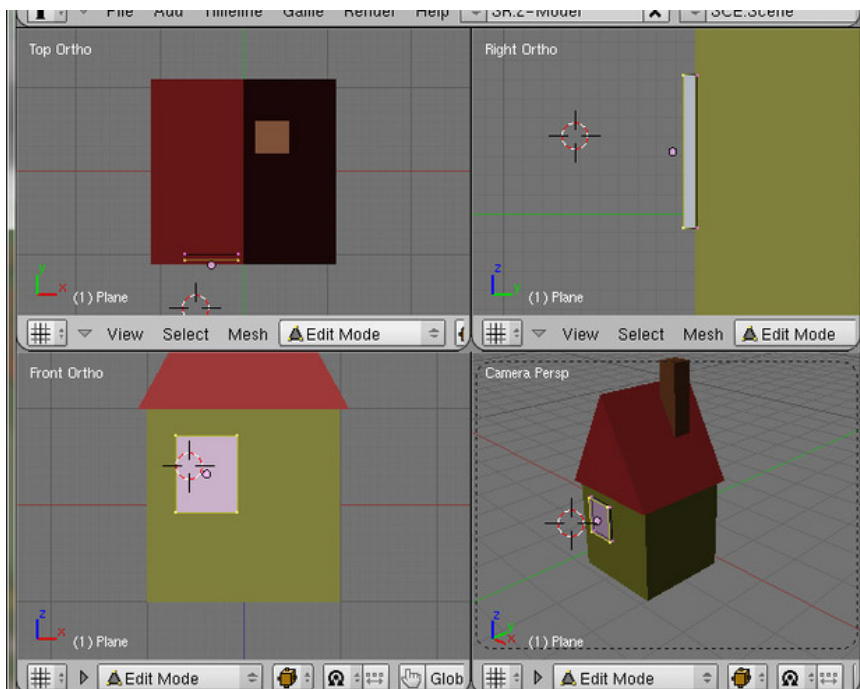 File Add Timeline Game Render Help SR:2-Model SCE:Scene
Top Ortho
(1) Plane
View Select Mesh Edit Mode
Right Ortho
(1) Plane
View Select Mesh Edit Mode
Front Ortho
(1) Plane
Edit Mode Glob
Camera Persp
(1) Plane
Edit Mode